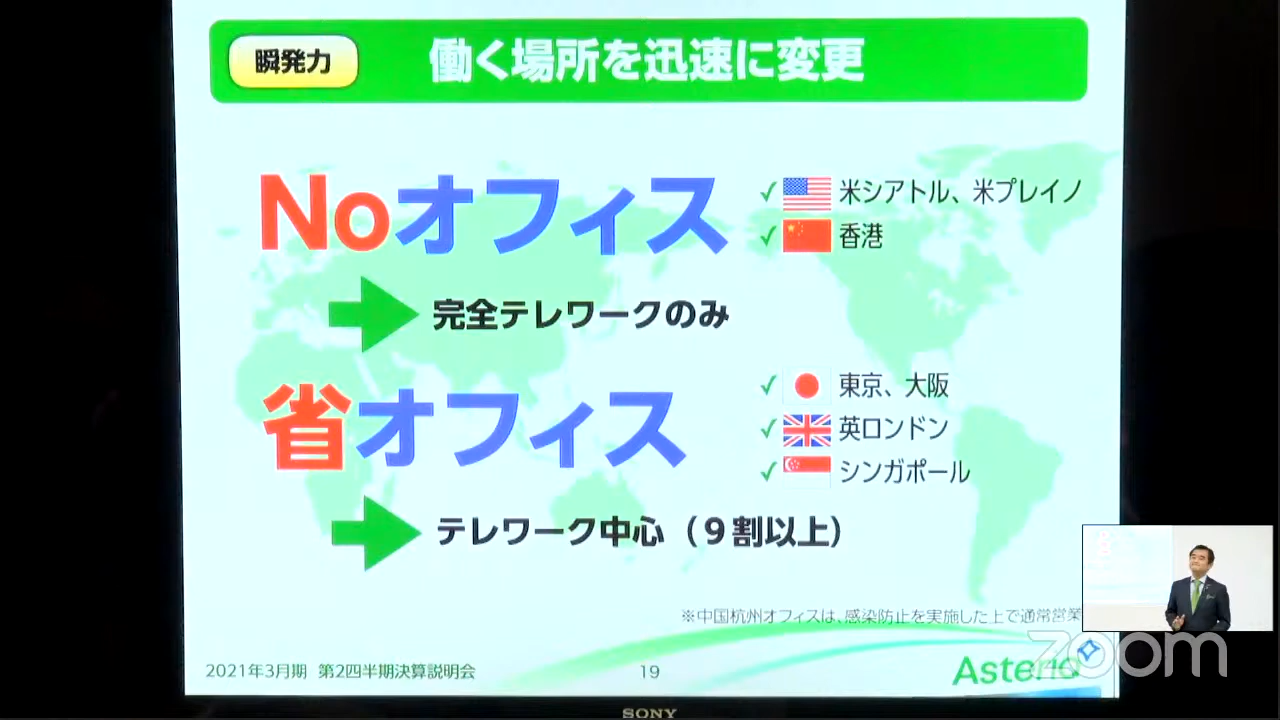 瞬発力
働く場所を迅速に変更
Noオフィス
✓ 米シアトル、米プレイノ
✓ 香港
完全テレワークのみ
省オフィス
✓ 東京、大阪
✓ 英ロンドン
✓ シンガポール
テレワーク中心（９割以上）
※中国杭州オフィスは、感染防止を実施した上で通常営業
2021年3月期 第2四半期決算説明会
19
Asteria
zoom
SONY